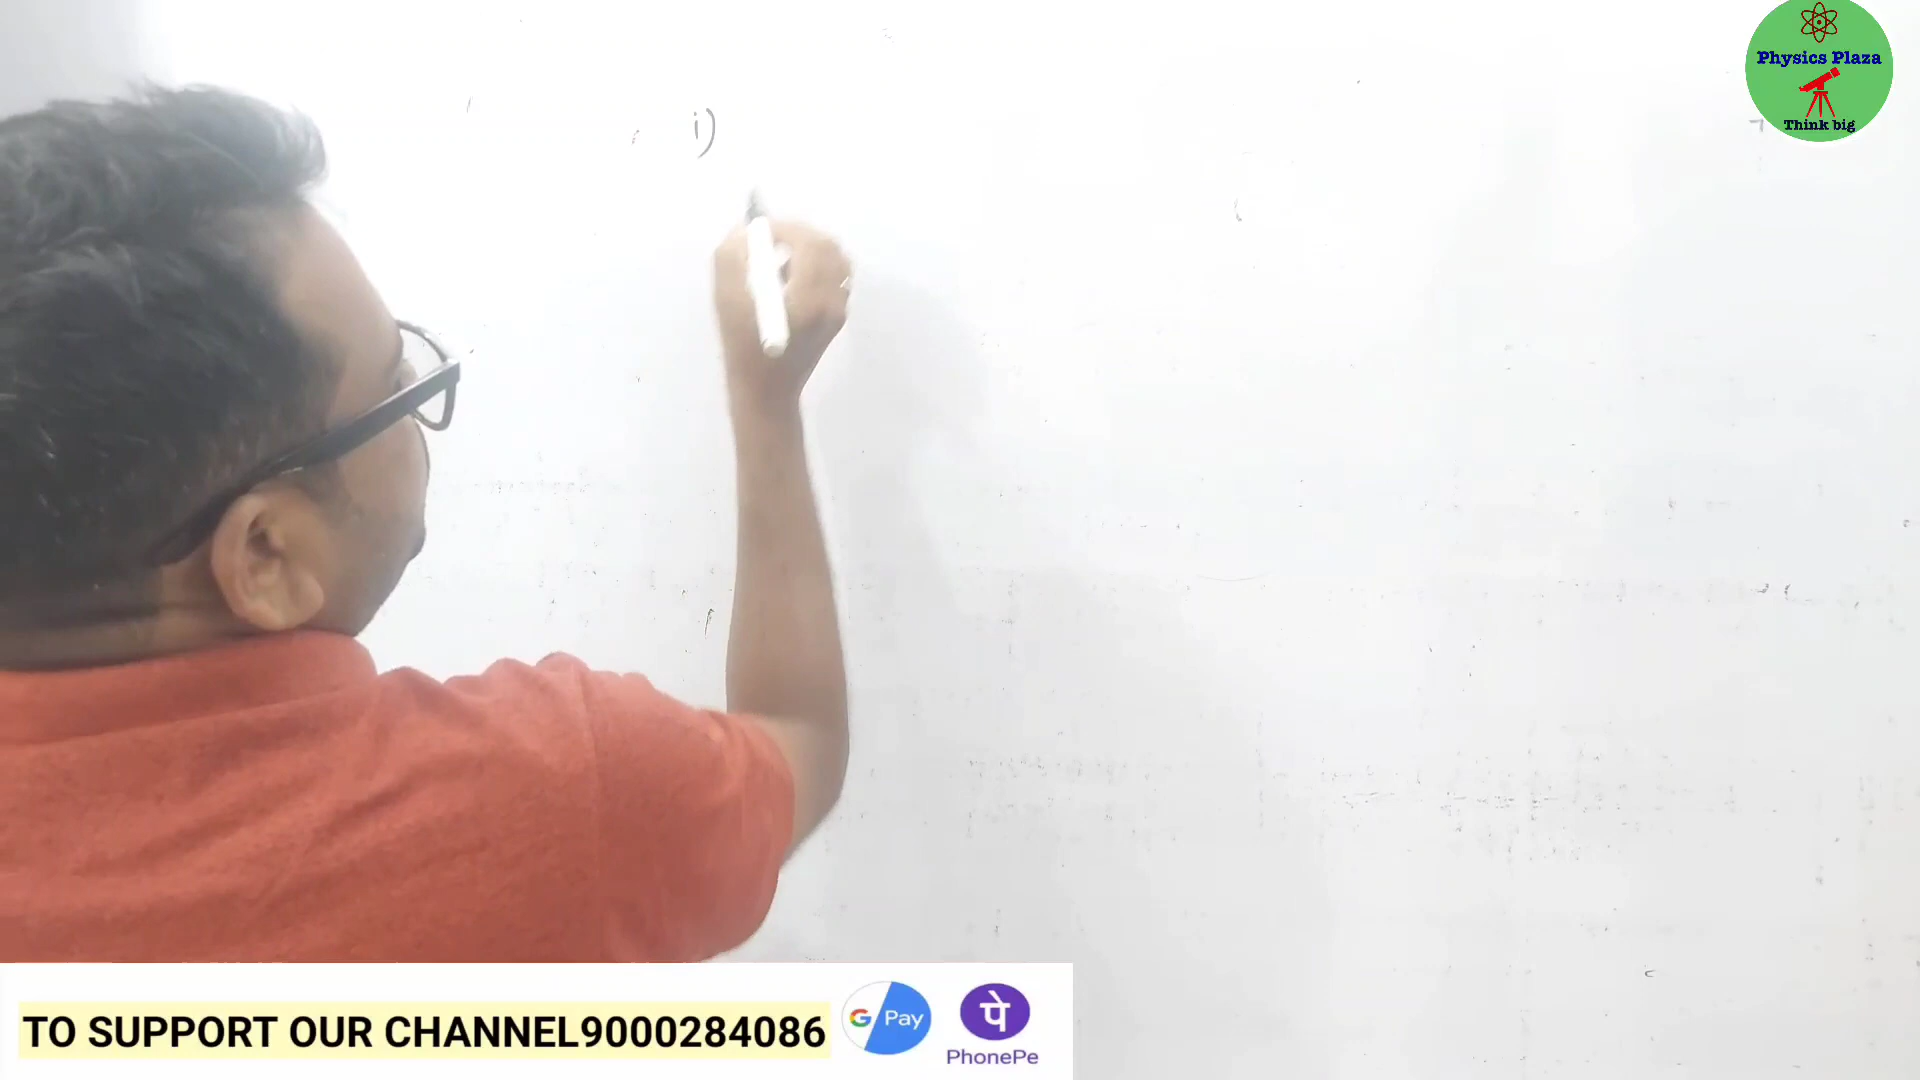 i)
Physics Plaza
Think big
TO SUPPORT OUR CHANNEL9000284086
G Pay
पे
PhonePe